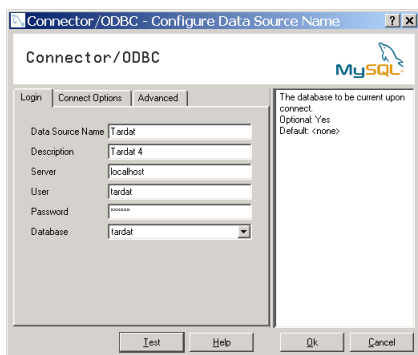 Connector/ODBC - Configure Data Source Name
Connector/ODBC
MySQL
Login Connect Options Advanced
Data Source Name Tardat
Description Tardat 4
Server localhost
User tardat
Password ******
Database tardat
The database to be current upon
connect.
Optional: Yes
Default: <none>
Test Help Ok Cancel